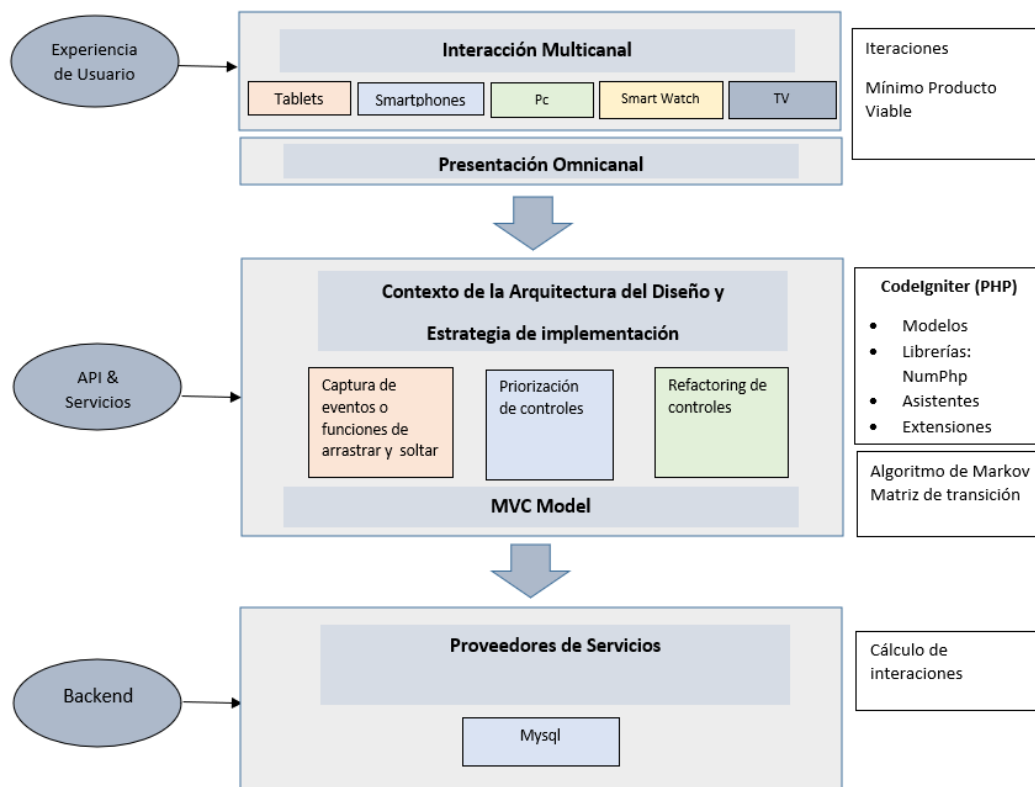 Experiencia
de Usuario
Interacción Multicanal
Tablets
Smartphones
Pc
Smart Watch
TV
Presentación Omnicanal
Iteraciones
Mínimo Producto
Viable
API &
Servicios
Contexto de la Arquitectura del Diseño y
Estrategia de implementación
Captura de
eventos o
funciones de
arrastrar y soltar
Priorización
de controles
Refactoring de
controles
MVC Model
CodeIgniter (PHP)
• Modelos
• Librerías:
NumPhp
• Asistentes
• Extensiones
Algoritmo de Markov
Matriz de transición
Backend
Proveedores de Servicios
Mysql
Cálculo de
interaciones